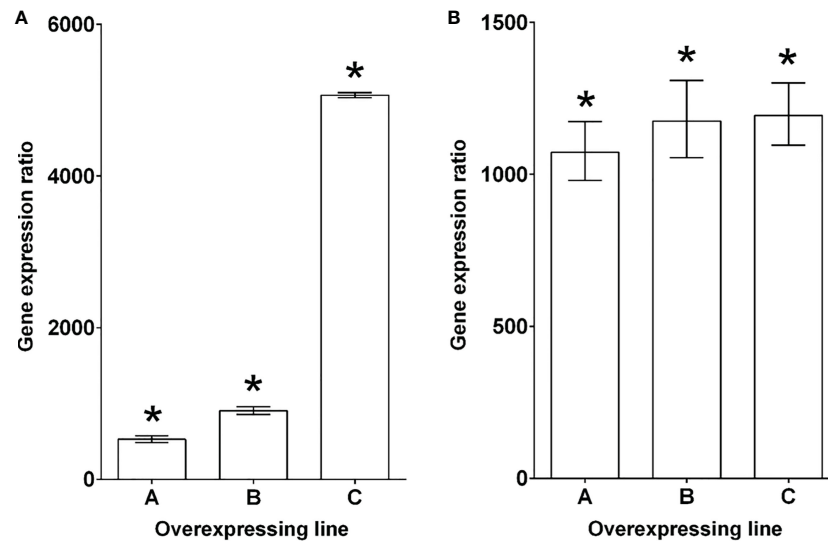 A
Gene expression ratio
6000
4000
2000
0
*
*
*
A B C
Overexpressing line
B
Gene expression ratio
1500
1000
500
0
*
*
*
A B C
Overexpressing line